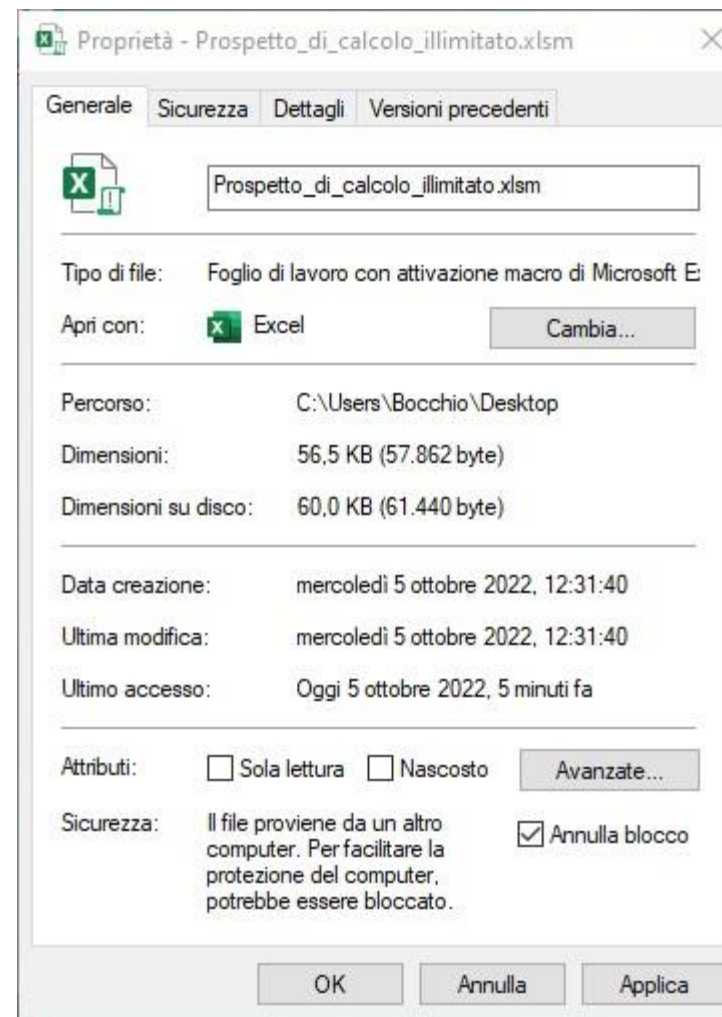 Proprietà - Prospetto_di_calcolo_illimitato.xlsm
Generale Sicurezza Dettagli Versioni precedenti
Prospetto_di_calcolo_illimitato.xlsm
Tipo di file: Foglio di lavoro con attivazione macro di Microsoft E
Apri con: Excel Cambia...
Percorso: C:\Users\Bocchio\Desktop
Dimensioni: 56,5 KB (57.862 byte)
Dimensioni su disco: 60,0 KB (61.440 byte)
Data creazione: mercoledì 5 ottobre 2022, 12:31:40
Ultima modifica: mercoledì 5 ottobre 2022, 12:31:40
Ultimo accesso: Oggi 5 ottobre 2022, 5 minuti fa
Attributi: Sola lettura Nascosto Avanzate...
Sicurezza: Il file proviene da un altro
computer. Per facilitare la
protezione del computer,
potrebbe essere bloccato.
Annulla blocco
OK Annulla Applica